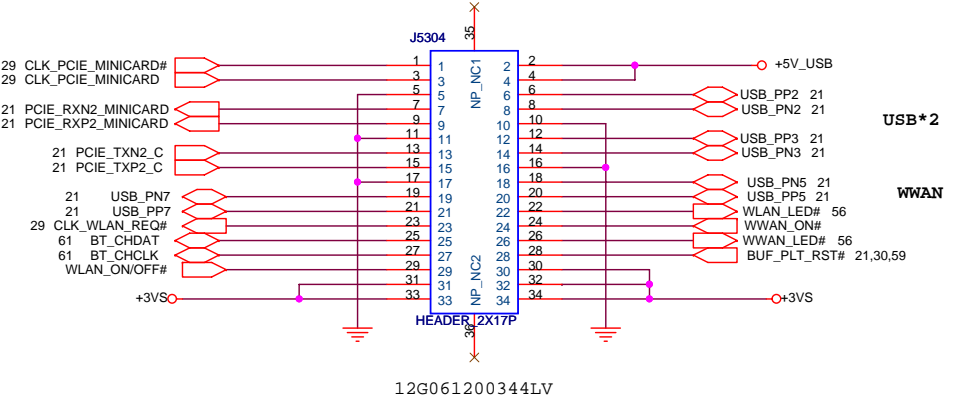 35
J5304
29 CLK_PCIE_MINICARD# 1 1 2 2 +5V_USB
29 CLK_PCIE_MINICARD 3 3 4 4
5 5 6 6 USB_PP2 21
21 PCIE_RXN2_MINICARD 7 7 8 8 USB_PN2 21
21 PCIE_RXP2_MINICARD 9 9 10 10
USB*2
11 11 12 12 USB_PP3 21
21 PCIE_TXN2_C 13 13 14 14 USB_PN3 21
21 PCIE_TXP2_C 15 15 16 16
17 17 18 18 USB_PN5 21
21 USB_PN7 19 19 20 20 USB_PP5 21
WWAN
21 USB_PP7 21 21 22 22 WLAN_LED# 56
29 CLK_WLAN_REQ# 23 23 24 24 WWAN_ON#
61 BT_CHDAT 25 25 26 26 WWAN_LED# 56
61 BT_CHCLK 27 27 28 28 BUF_PLT_RST# 21,30,59
WLAN_ON/OFF# 29 29 30 30
31 31 32 32
+3VS 33 33 34 34 +3VS
NP_NC1
NP_NC2
HEADER_2X17P
36
12G061200344LV